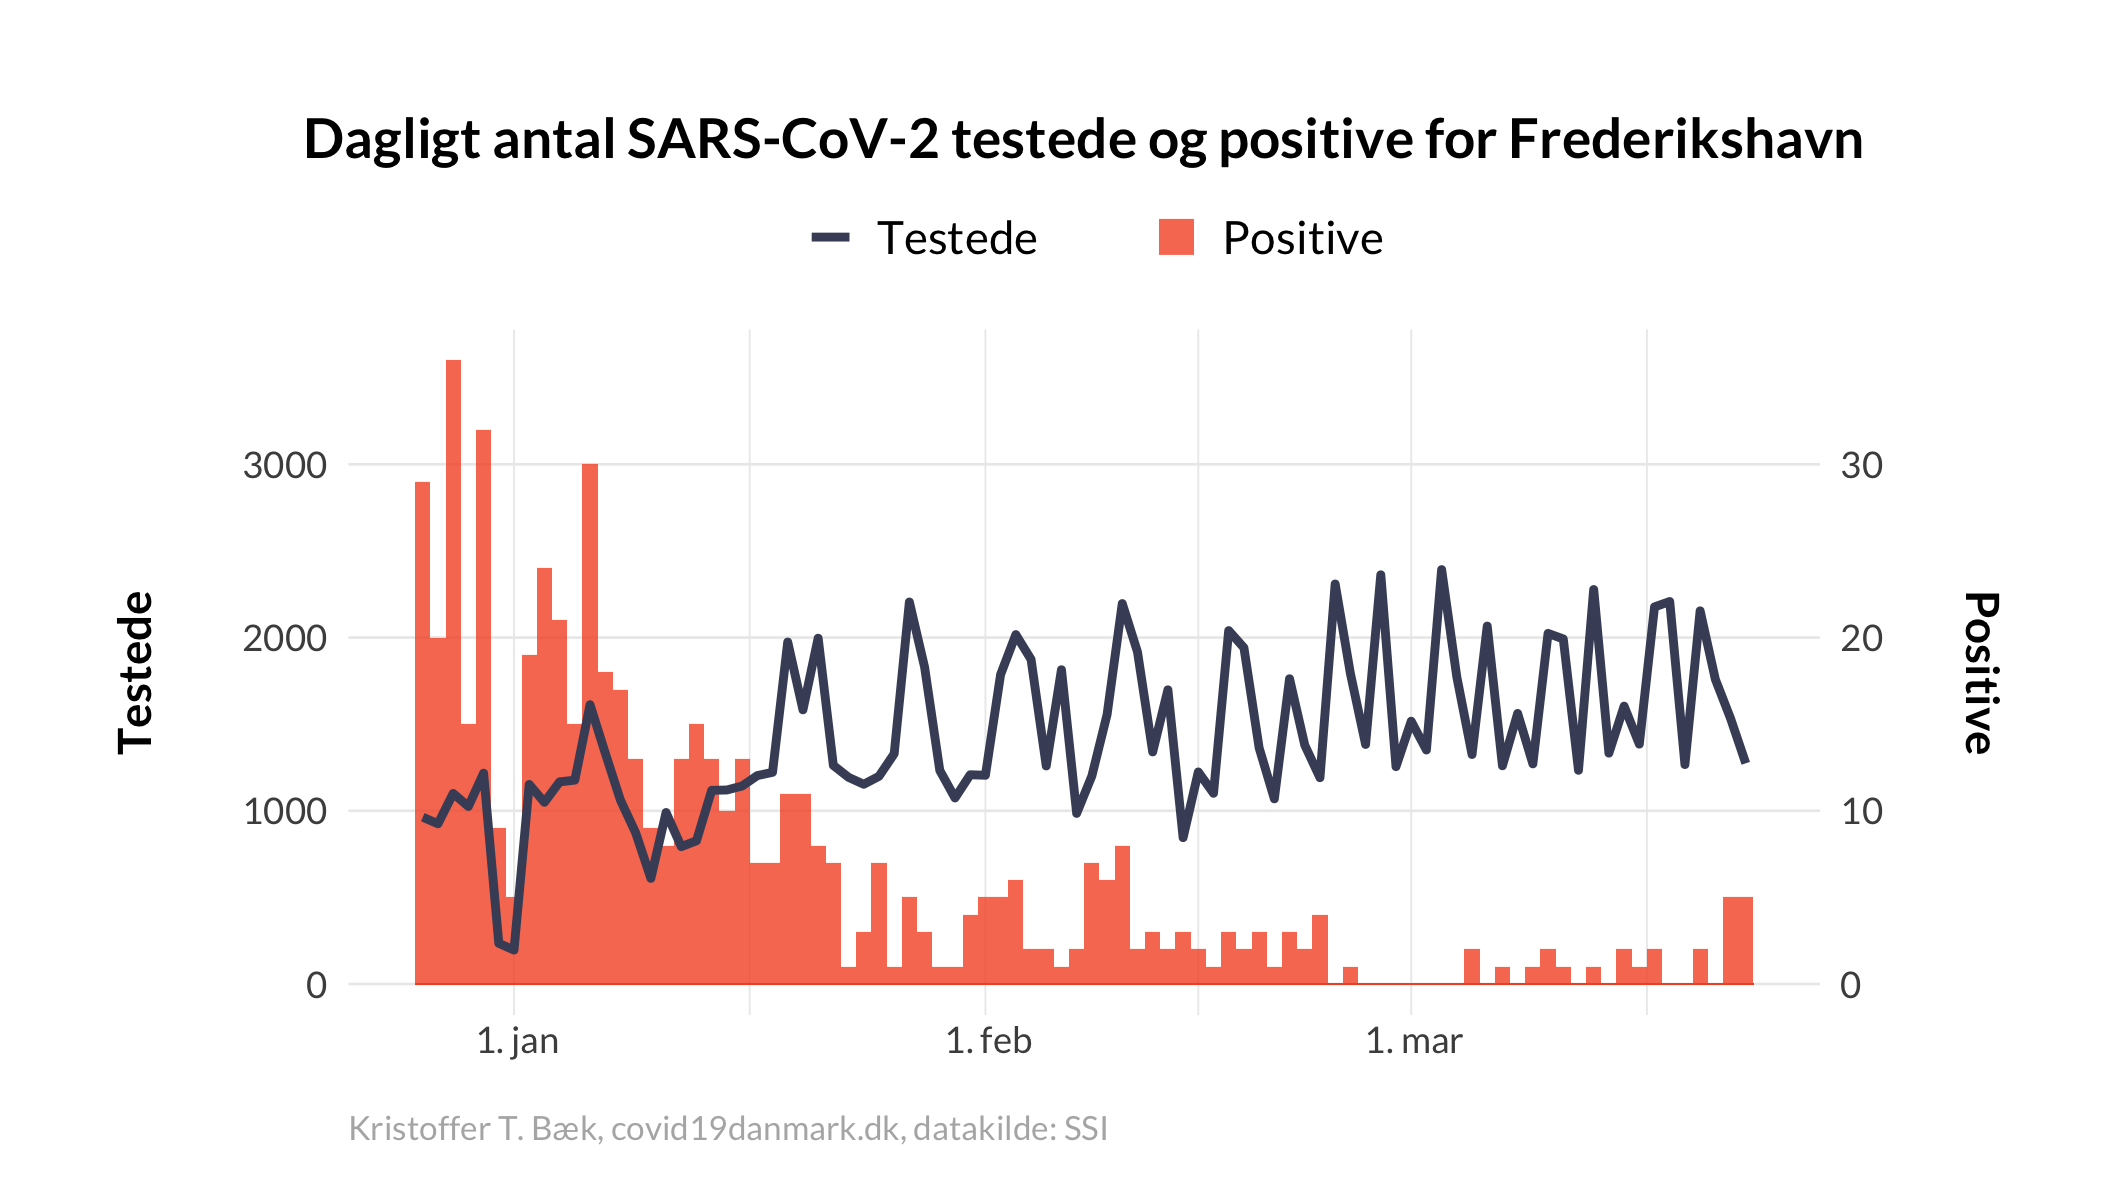 Dagligt antal SARS-CoV-2 testede og positive for Frederikshavn
Testede Positive
3000 30
2000 20
1000 10
0 0
Testede
Positive
1. jan 1. feb 1. mar
Kristoffer T. Bæk, covid19danmark.dk, datakilde: SSI